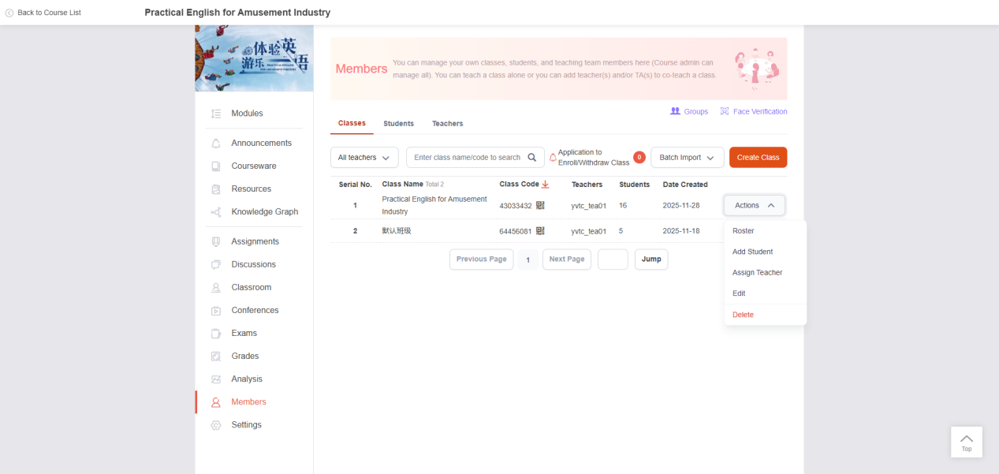 Back to Course List
Practical English for Amusement Industry
体验英语
游乐
PRACTICAL ENGLISH
FOR AMUSEMENT INDUSTRY
Members
You can manage your own classes, students, and teaching team members here (Course admin can
manage all). You can teach a class alone or you can add teacher(s) and/or TA(s) to co-teach a class.
Groups
Face Verification
Classes
Students
Teachers
All teachers
Enter class name/code to search
Application to
Enroll/Withdraw Class
0
Batch Import
Create Class
Serial No. Class Name Total 2 Class Code Teachers Students Date Created
1 Practical English for Amusement Industry 43033432 yvtc_tea01 16 2025-11-28 Actions
2 默认班级 64456081 yvtc_tea01 5 2025-11-18
Roster
Add Student
Assign Teacher
Edit
Delete
Previous Page 1 Next Page Jump
Modules
Announcements
Courseware
Resources
Knowledge Graph
Assignments
Discussions
Classroom
Conferences
Exams
Grades
Analysis
Members
Settings
Top